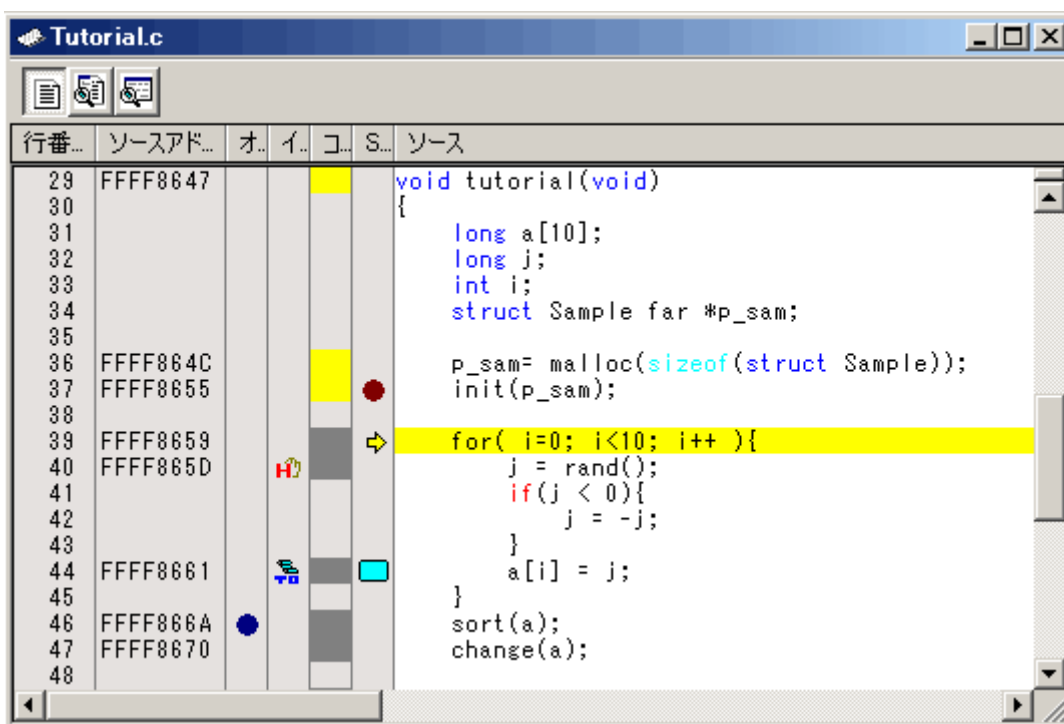 Tutorial.c
行番... ソースアド... オ.. イ.. コ... S... ソース
29 FFFF8647 void tutorial(void)
30 {
31 long a[10];
32 long j;
33 int i;
34 struct Sample far *p_sam;
35
36 FFFF864C p_sam= malloc(sizeof(struct Sample));
37 FFFF8655 init(p_sam);
38
39 FFFF8659 for( i=0; i<10; i++ ){
40 FFFF865D H j = rand();
41 if(j < 0){
42 j = -j;
43 }
44 FFFF8661 a[i] = j;
45 }
46 FFFF866A sort(a);
47 FFFF8670 change(a);
48